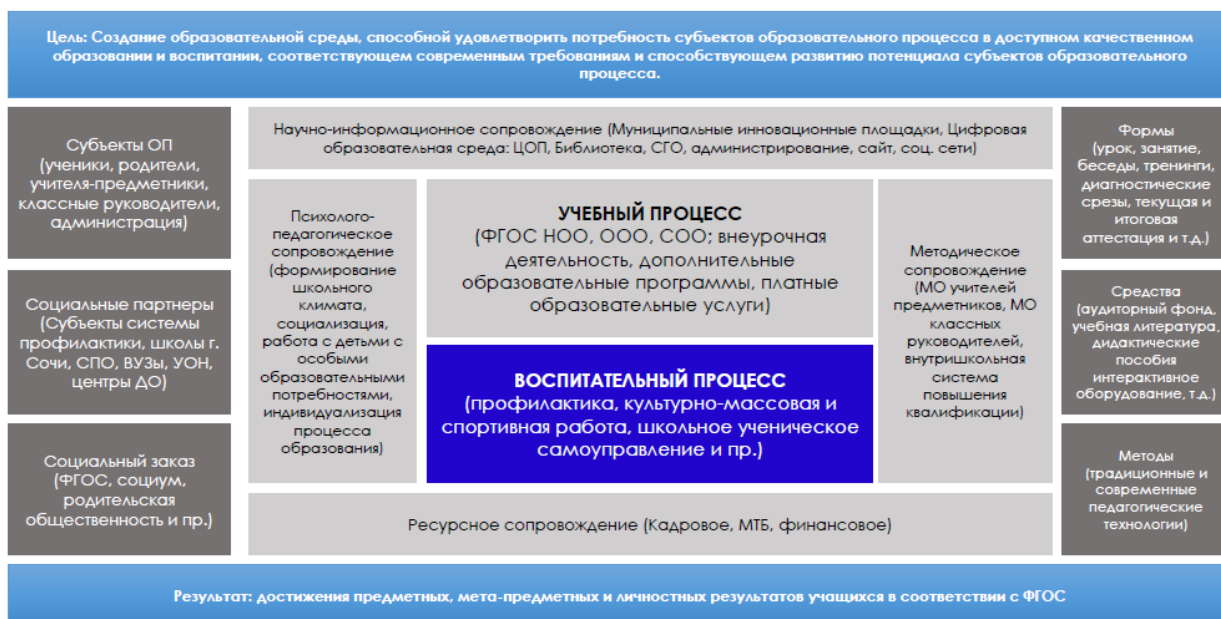 Цель: Создание образовательной среды, способной удовлетворить потребность субъектов образовательного процесса в доступном качественном
образовании и воспитании, соответствующем современным требованиям и способствующем развитию потенциала субъектов образовательного
процесса.
Субъекты ОП
(ученики, родители,
учителя-предметники,
классные руководители,
администрация)
Социальные партнеры
(Субъекты системы
профилактики, школы г.
Сочи, СПО, ВУЗы, УОН,
центры ДО)
Социальный заказ
(ФГОС, социум,
родительская
общественность и пр.)
Научно-информационное сопровождение (Муниципальные инновационные площадки, Цифровая
образовательная среда: ЦОП, Библиотека, СГО, администрирование, сайт, соц. сети)
Психолого-
педагогическое
сопровождение
(формирование
школьного
климата,
социализация,
работа с детьми с
особыми
образовательными
потребностями,
индивидуализация
процесса
образования)
УЧЕБНЫЙ ПРОЦЕСС
(ФГОС НОО, ООО, СОО; внеурочная
деятельность, дополнительные
образовательные программы, платные
образовательные услуги)
ВОСПИТАТЕЛЬНЫЙ ПРОЦЕСС
(профилактика, культурно-массовая и
спортивная работа, школьное ученическое
самоуправление и пр.)
Методическое
сопровождение
(МО учителей
предметников, МО
классных
руководителей,
внутришкольная
система
повышения
квалификации)
Ресурсное сопровождение (Кадровое, МТБ, финансовое)
Формы
(урок, занятие,
беседы, тренинги,
диагностические
срезы, текущая и
итоговая
аттестация и т.д.)
Средства
(аудиторный фонд,
учебная литература,
дидактические
пособия
интерактивное
оборудование, т.д.)
Методы
(традиционные и
современные
педагогические
технологии)
Результат: достижения предметных, мета-предметных и личностных результатов учащихся в соответствии с ФГОС